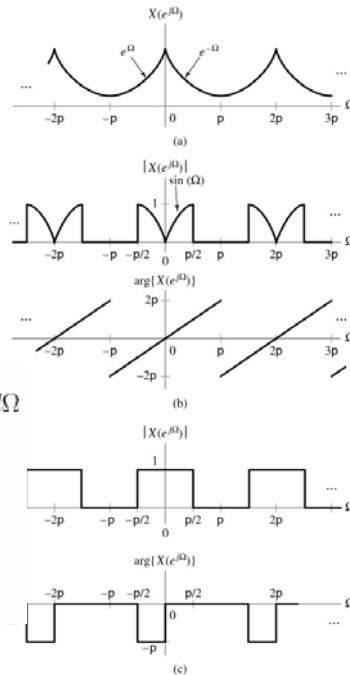 X(e^{jΩ})
e^{Ω} e^{-Ω}
... ...
-2p -p 0 p 2p 3p Ω
(a)
|X(e^{jΩ})|
sin (Ω)
1
... ...
-2p -p -p/2 0 p/2 p 2p 3p Ω
arg{X(e^{jΩ})}
2p
... ...
-2p -p 0 p 2p 3p Ω
-2p
(b)
Ω
|X(e^{jΩ})|
1
...
-2p -p -p/2 0 p/2 p 2p Ω
arg{X(e^{jΩ})}
-2p -p -p/2 0 p/2 2p Ω
...
-p
(c)